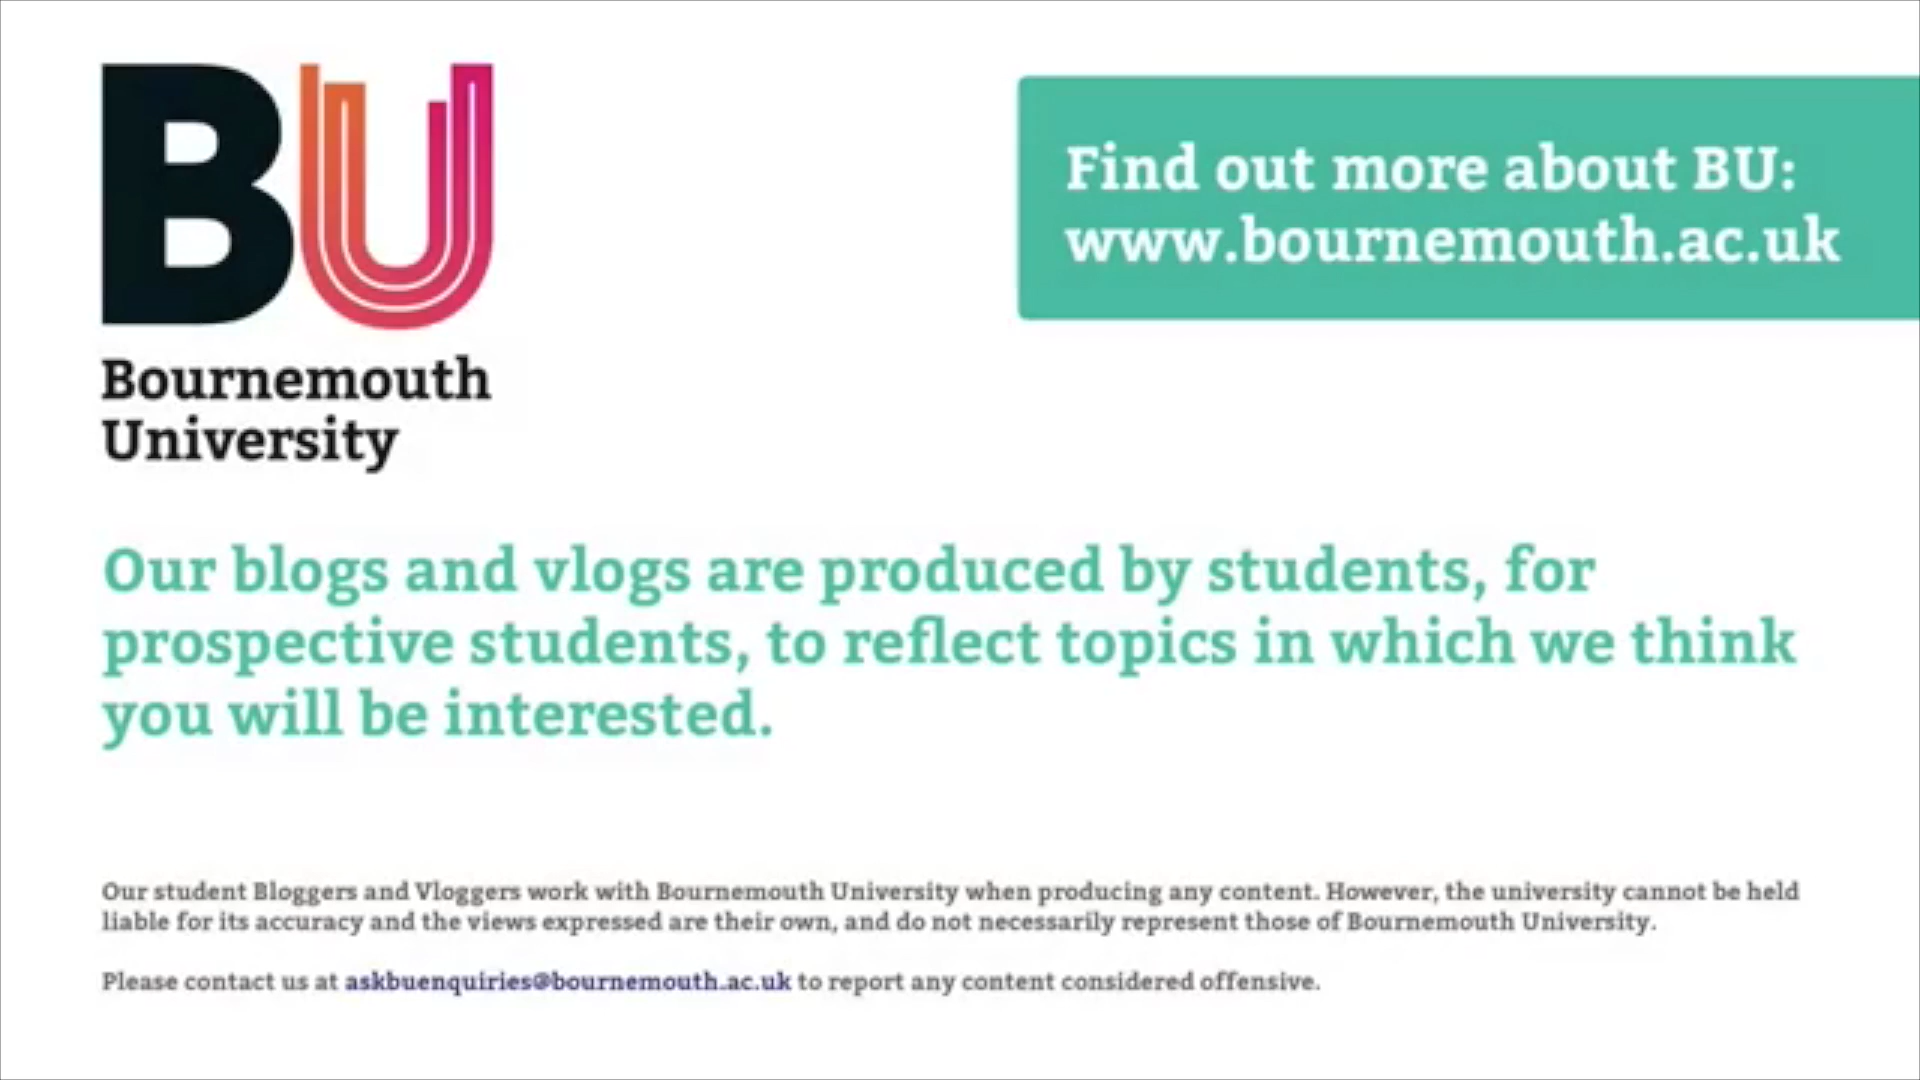 BU
Bournemouth
University
Find out more about BU:
www.bournemouth.ac.uk
Our blogs and vlogs are produced by students, for
prospective students, to reflect topics in which we think
you will be interested.
Our student Bloggers and Vloggers work with Bournemouth University when producing any content. However, the university cannot be held
liable for its accuracy and the views expressed are their own, and do not necessarily represent those of Bournemouth University.
Please contact us at askbuenquiries@bournemouth.ac.uk to report any content considered offensive.